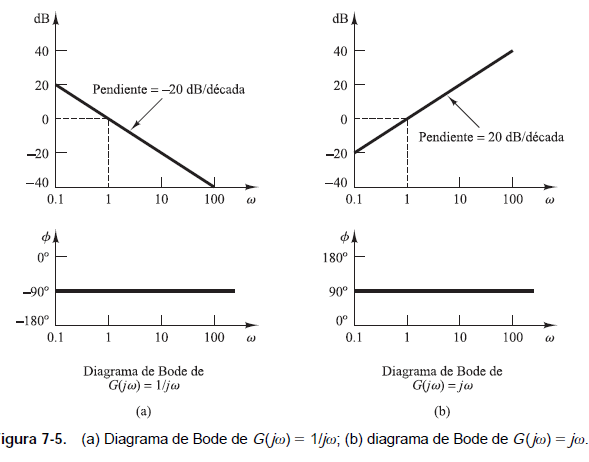 dB
40
20
0
–20
–40
Pendiente = –20 dB/década
0.1 1 10 100 ω
ϕ
0°
–90°
–180°
0.1 1 10 100 ω
Diagrama de Bode de
G(jω) = 1/jω
(a)
dB
40
20
0
–20
–40
Pendiente = 20 dB/década
0.1 1 10 100 ω
ϕ
180°
90°
0°
0.1 1 10 100 ω
Diagrama de Bode de
G(jω) = jω
(b)
igura 7-5. (a) Diagrama de Bode de G(jω) = 1/jω; (b) diagrama de Bode de G(jω) = jω.